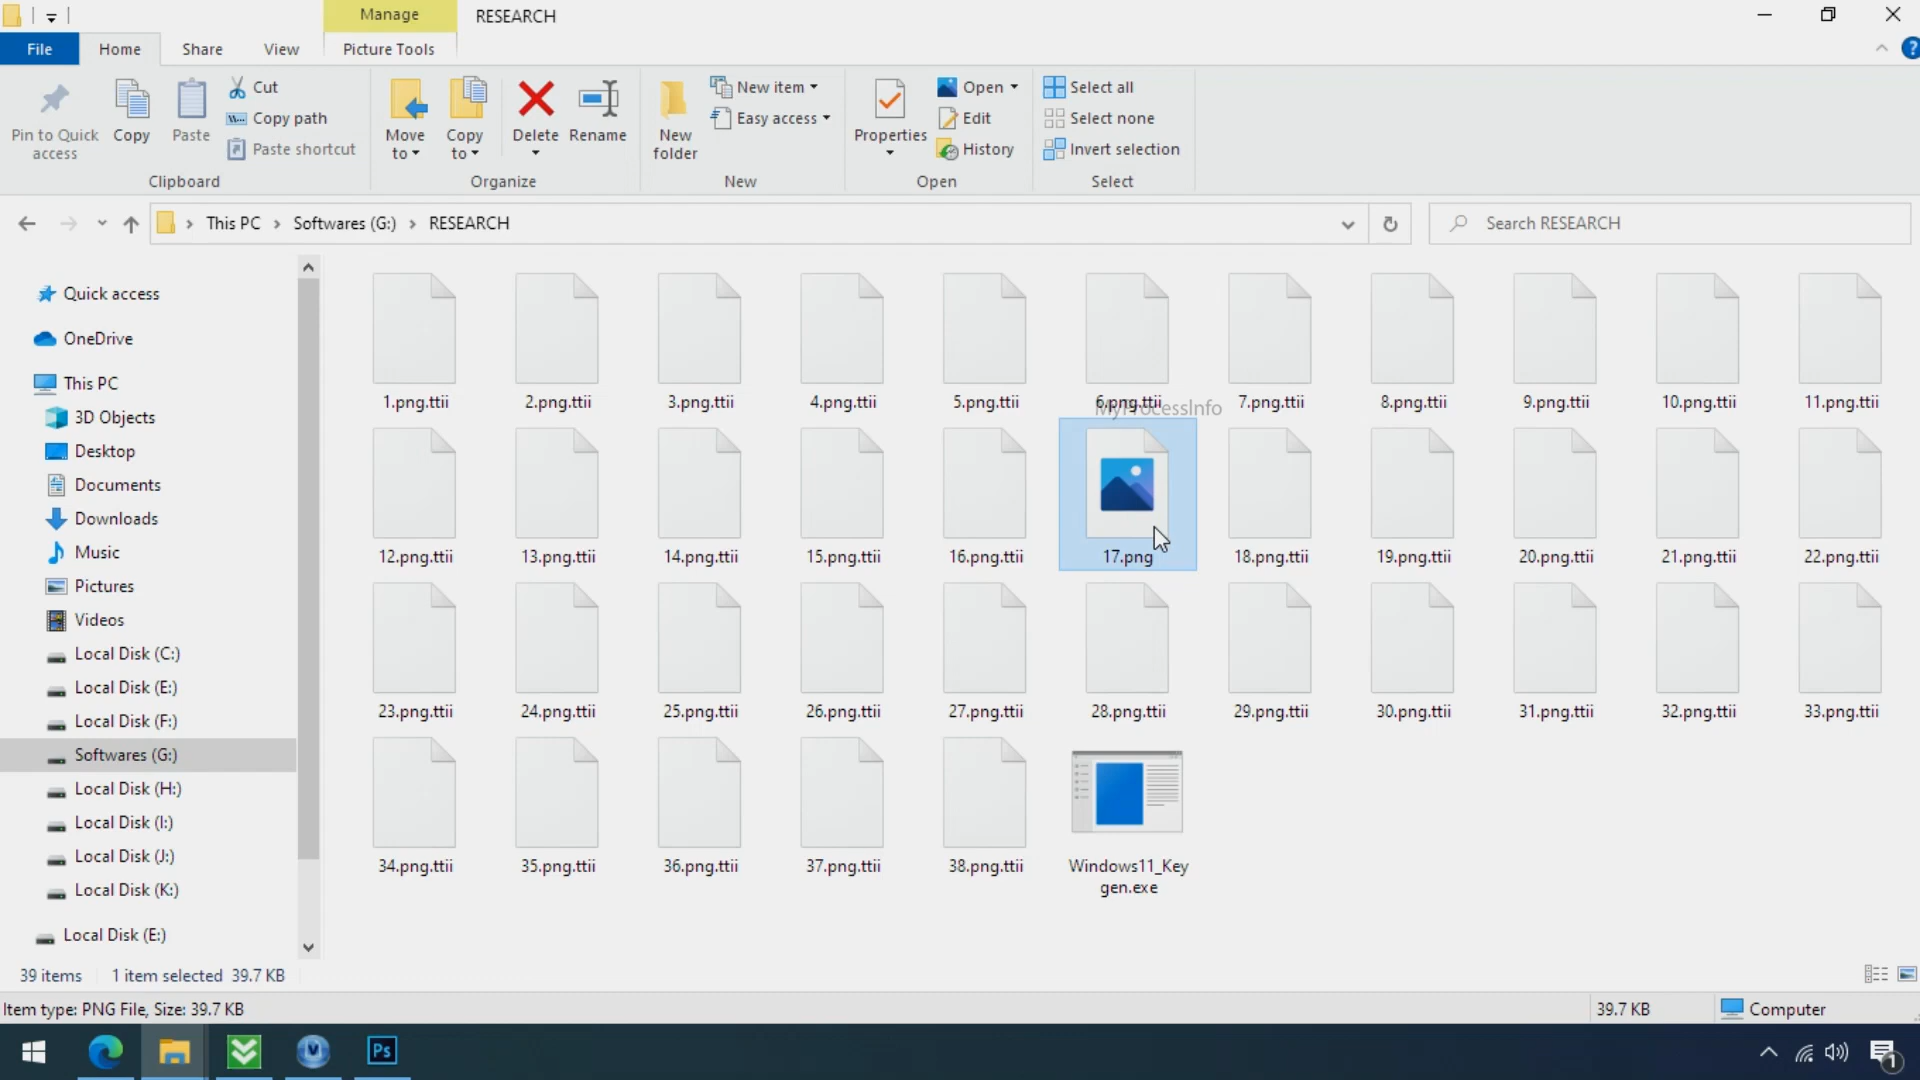 Manage
RESEARCH
File
Home
Share
View
Picture Tools
Pin to Quick
access
Copy
Paste
Cut
Copy path
Paste shortcut
Clipboard
Move
to
Copy
to
Delete
Rename
Organize
New
folder
New item
Easy access
New
Properties
Open
Edit
History
Open
Select all
Select none
Invert selection
Select
This PC
Softwares (G:)
RESEARCH
Search RESEARCH
Quick access
OneDrive
This PC
3D Objects
Desktop
Documents
Downloads
Music
Pictures
Videos
Local Disk (C:)
Local Disk (E:)
Local Disk (F:)
Softwares (G:)
Local Disk (H:)
Local Disk (I:)
Local Disk (J:)
Local Disk (K:)
Local Disk (E:)
1.png.ttii
2.png.ttii
3.png.ttii
4.png.ttii
5.png.ttii
6.png.ttii
MyProcessInfo
7.png.ttii
8.png.ttii
9.png.ttii
10.png.ttii
11.png.ttii
12.png.ttii
13.png.ttii
14.png.ttii
15.png.ttii
16.png.ttii
17.png
18.png.ttii
19.png.ttii
20.png.ttii
21.png.ttii
22.png.ttii
23.png.ttii
24.png.ttii
25.png.ttii
26.png.ttii
27.png.ttii
28.png.ttii
29.png.ttii
30.png.ttii
31.png.ttii
32.png.ttii
33.png.ttii
34.png.ttii
35.png.ttii
36.png.ttii
37.png.ttii
38.png.ttii
Windows11_Key
gen.exe
39 items
1 item selected 39.7 KB
Item type: PNG File, Size: 39.7 KB
39.7 KB
Computer
Ps
1